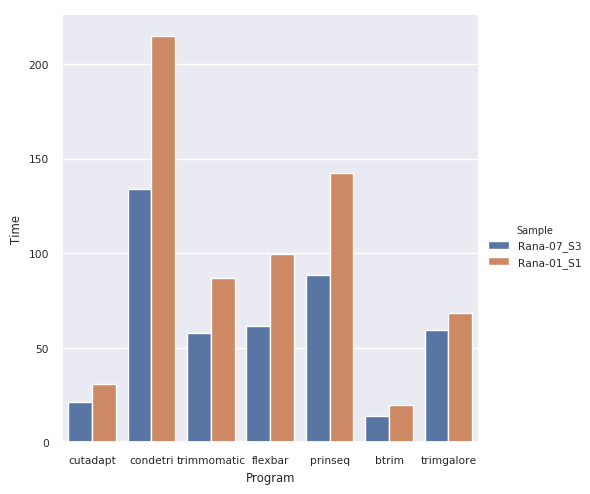 200
150
100
50
0
Time
cutadapt condetri trimmomatic flexbar prinseq btrim trimgalore
Program
Sample
Rana-07_S3
Rana-01_S1